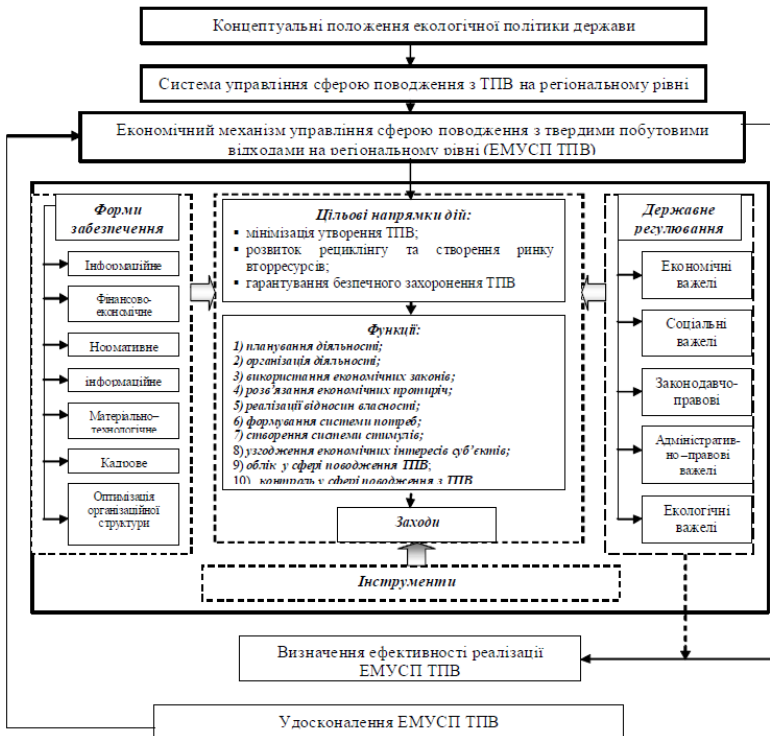 Концептуальні положення екологічної політики держави
Система управління сферою поводження з ТПВ на регіональному рівні
Економічний механізм управління сферою поводження з твердими побутовими
відходами на регіональному рівні (ЕМУСП ТПВ)
Форми
забезпечення
Інформаційне
Фінансово-
економічне
Нормативне
інформаційне
Матеріально–
технологічне
Кадрове
Оптимізація
організаційної
структури
Цільові напрямки дій:
▪ мінімізація утворення ТПВ;
▪ розвиток рециклінгу та створення ринку
вторресурсів;
▪ гарантування безпечного захоронення ТПВ
Функції:
1) планування діяльності;
2) організація діяльності;
3) використання економічних законів;
4) розв’язання економічних протиріч;
5) реалізації відносин власності;
6) формування системи потреб;
7) створення системи стимулів;
8) узгодження економічних інтересів суб’єктів;
9) облік у сфері поводження ТПВ;
10) контроль у сфері поводження з ТПВ
Заходи
Інструменти
Державне
регулювання
Економічні
важелі
Соціальні
важелі
Законодавчо-
правові
Адміністратив-
но–правові
важелі
Екологічні
важелі
Визначення ефективності реалізації
ЕМУСП ТПВ
Удосконалення ЕМУСП ТПВ